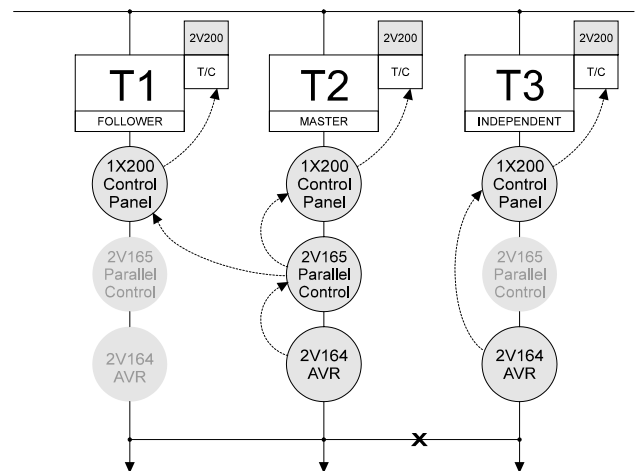 2V200
T1
T/C
FOLLOWER
1X200
Control
Panel
2V165
Parallel
Control
2V164
AVR
2V200
T2
T/C
MASTER
1X200
Control
Panel
2V165
Parallel
Control
2V164
AVR
2V200
T3
T/C
INDEPENDENT
1X200
Control
Panel
2V165
Parallel
Control
2V164
AVR
x